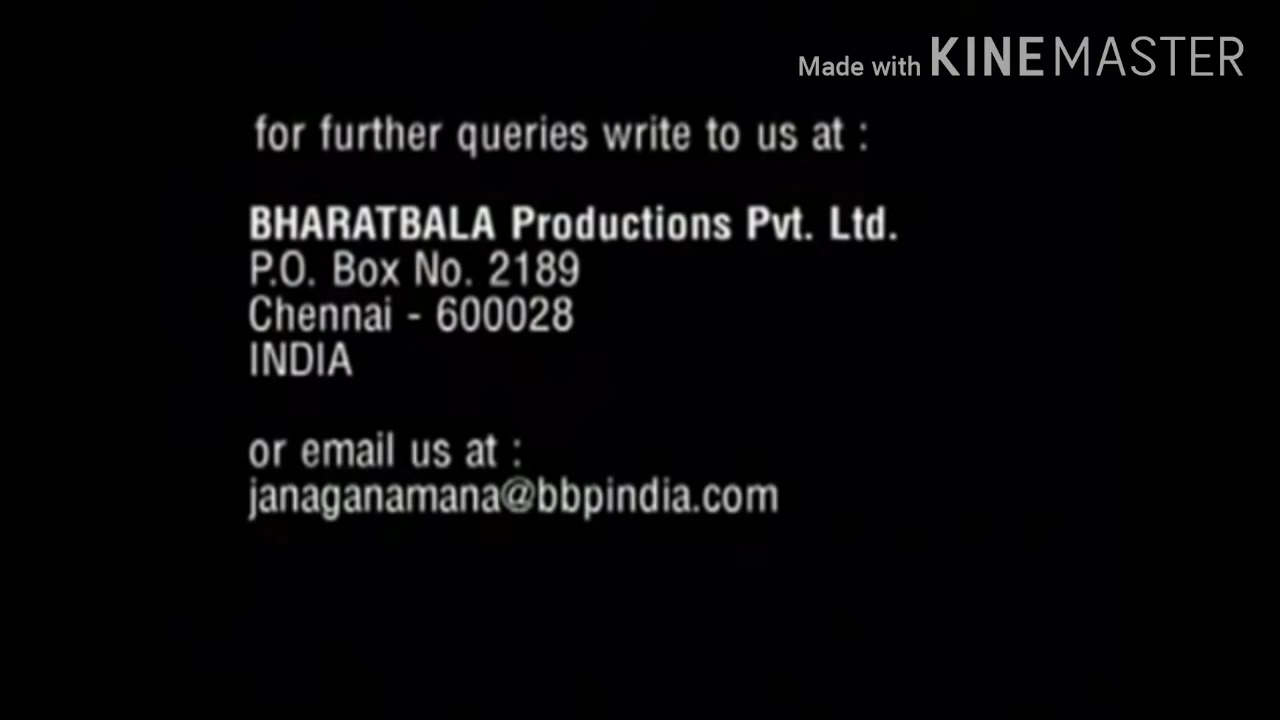 Made with KINEMASTER
for further queries write to us at :
BHARATBALA Productions Pvt. Ltd.
P.O. Box No. 2189
Chennai - 600028
INDIA
or email us at :
janaganamana@bbpindia.com